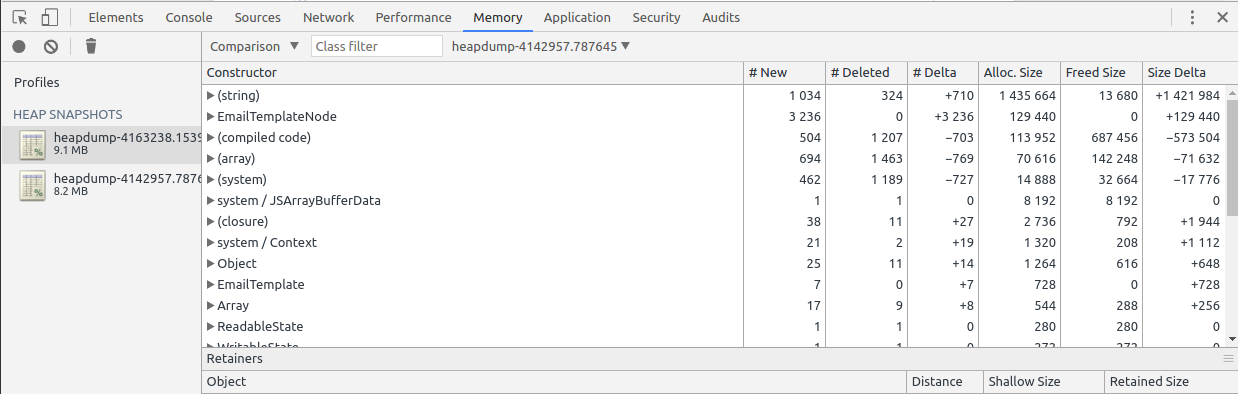 Elements Console Sources Network Performance Memory Application Security Audits
Comparison ▼ Class filter heapdump-4142957.787645 ▼
Profiles
HEAP SNAPSHOTS
heapdump-4163238.1539
9.1 MB
heapdump-4142957.7876
8.2 MB
Constructor # New # Deleted # Delta Alloc. Size Freed Size Size Delta
(string) 1 034 324 +710 1 435 664 13 680 +1 421 984
EmailTemplateNode 3 236 0 +3 236 129 440 0 +129 440
(compiled code) 504 1 207 −703 113 952 687 456 −573 504
(array) 694 1 463 −769 70 616 142 248 −71 632
(system) 462 1 189 −727 14 888 32 664 −17 776
system / JSArrayBufferData 1 1 0 8 192 8 192 0
(closure) 38 11 +27 2 736 792 +1 944
system / Context 21 2 +19 1 320 208 +1 112
Object 25 11 +14 1 264 616 +648
EmailTemplate 7 0 +7 728 0 +728
Array 17 9 +8 544 288 +256
ReadableState 1 1 0 280 280 0
WritableState 1 1 0 272 272 0
Retainers
Object Distance Shallow Size Retained Size